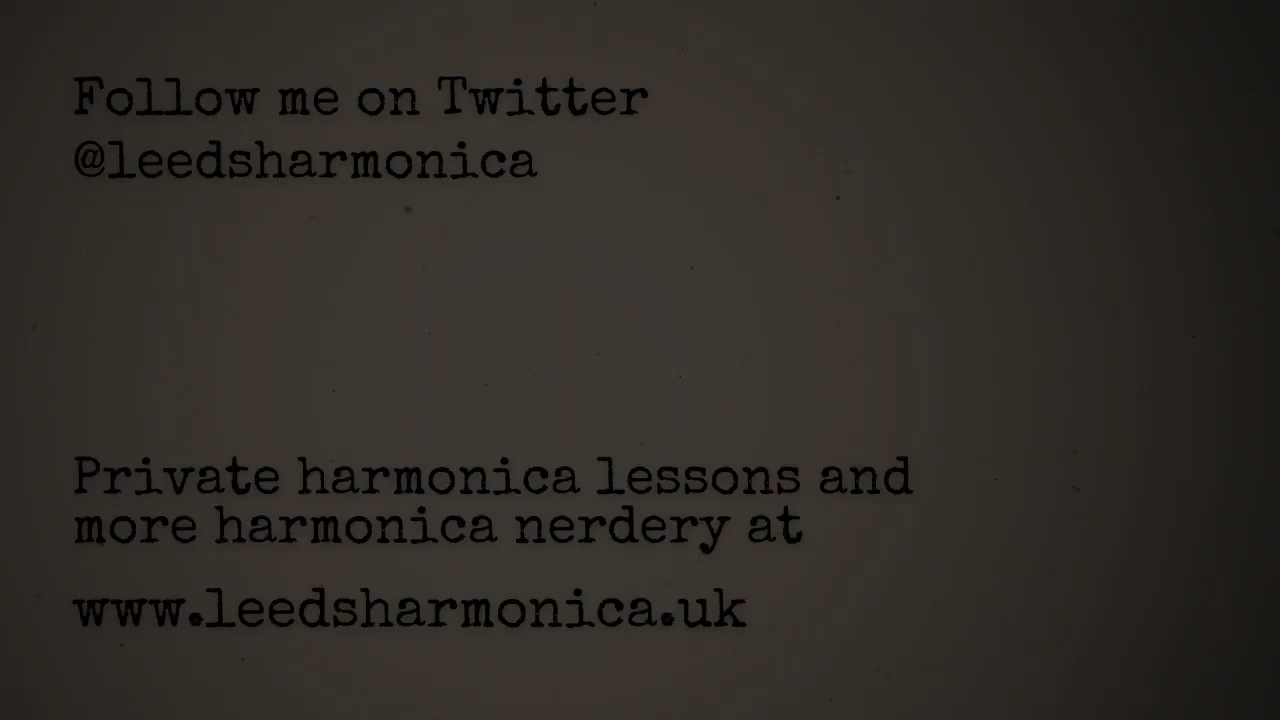 Follow me on Twitter
@leedsharmonica
Private harmonica lessons and
more harmonica nerdery at
www.leedsharmonica.uk